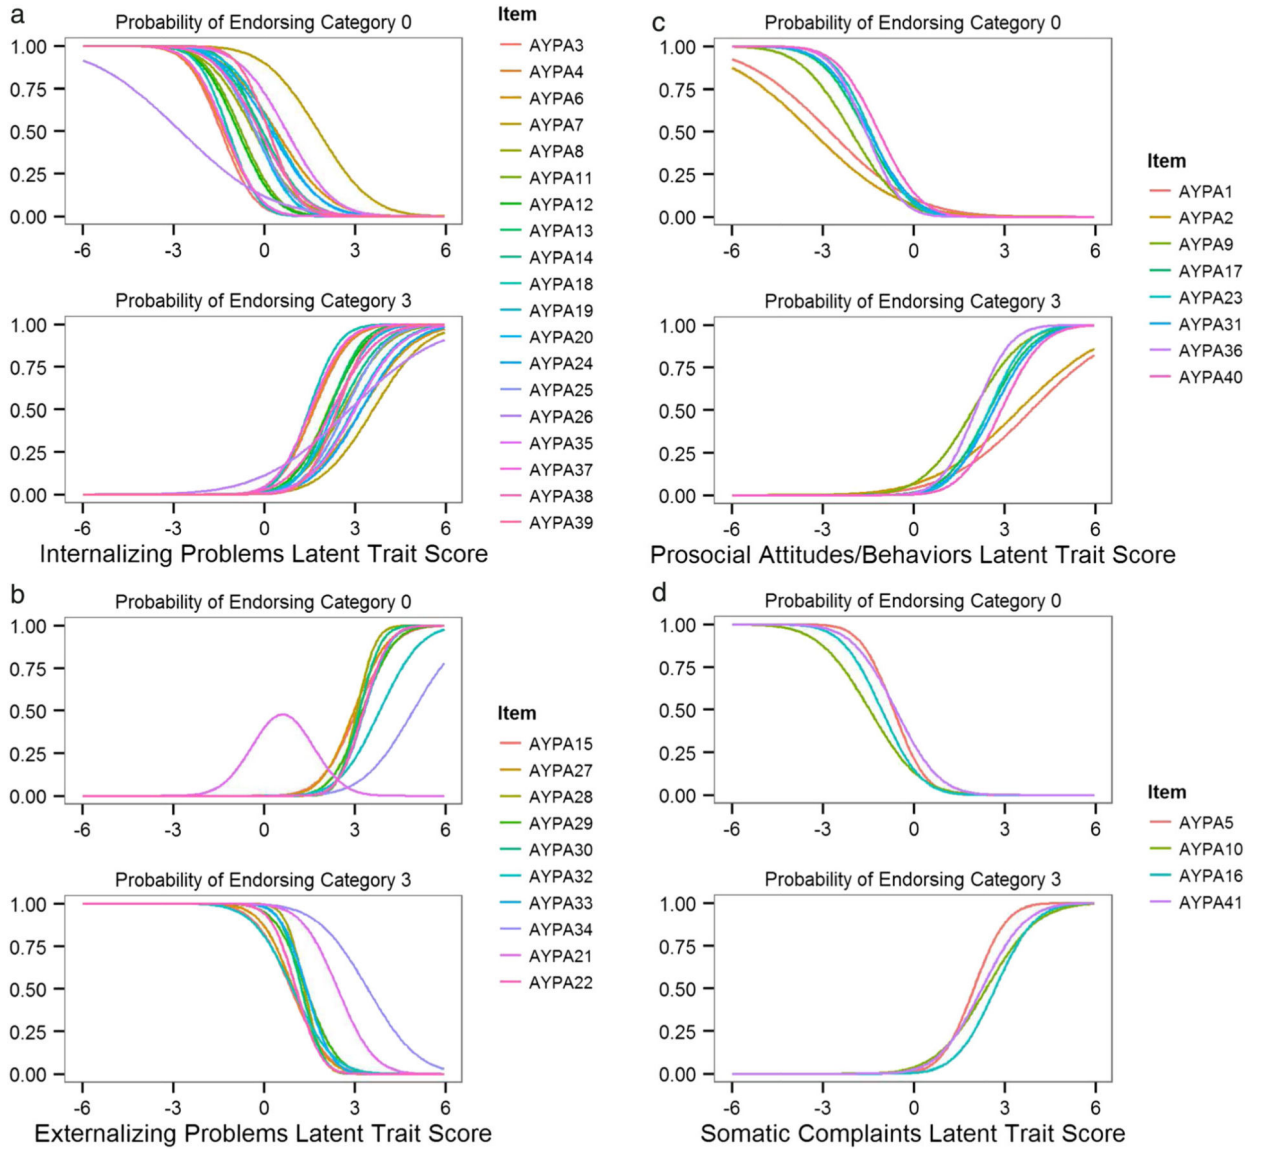 a
Probability of Endorsing Category 0
1.00
0.75
0.50
0.25
0.00
-6 -3 0 3 6
Probability of Endorsing Category 3
1.00
0.75
0.50
0.25
0.00
-6 -3 0 3 6
Internalizing Problems Latent Trait Score
Item
AYPA3
AYPA4
AYPA6
AYPA7
AYPA8
AYPA11
AYPA12
AYPA13
AYPA14
AYPA18
AYPA19
AYPA20
AYPA24
AYPA25
AYPA26
AYPA35
AYPA37
AYPA38
AYPA39
c
Probability of Endorsing Category 0
1.00
0.75
0.50
0.25
0.00
-6 -3 0 3 6
Probability of Endorsing Category 3
1.00
0.75
0.50
0.25
0.00
-6 -3 0 3 6
Prosocial Attitudes/Behaviors Latent Trait Score
Item
AYPA1
AYPA2
AYPA9
AYPA17
AYPA23
AYPA31
AYPA36
AYPA40
b
Probability of Endorsing Category 0
1.00
0.75
0.50
0.25
0.00
-6 -3 0 3 6
Probability of Endorsing Category 3
1.00
0.75
0.50
0.25
0.00
-6 -3 0 3 6
Externalizing Problems Latent Trait Score
Item
AYPA15
AYPA27
AYPA28
AYPA29
AYPA30
AYPA32
AYPA33
AYPA34
AYPA21
AYPA22
d
Probability of Endorsing Category 0
1.00
0.75
0.50
0.25
0.00
-6 -3 0 3 6
Probability of Endorsing Category 3
1.00
0.75
0.50
0.25
0.00
-6 -3 0 3 6
Somatic Complaints Latent Trait Score
Item
AYPA5
AYPA10
AYPA16
AYPA41